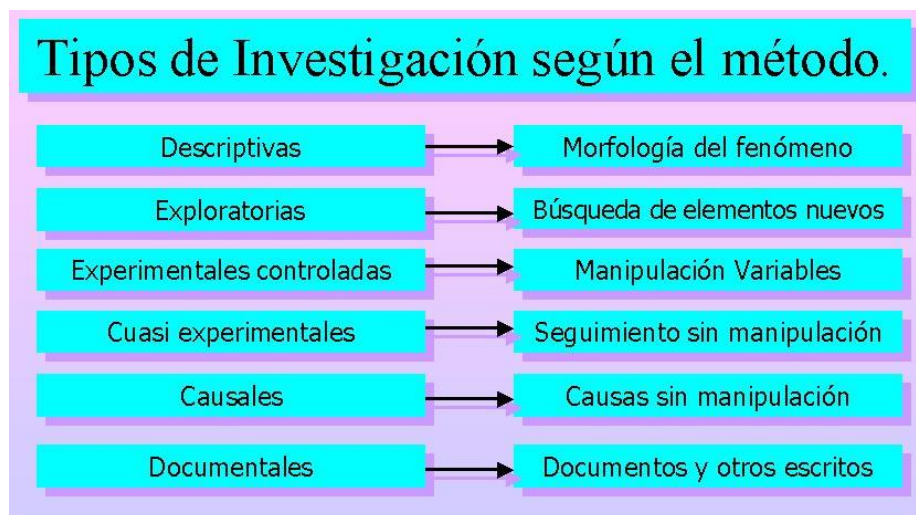 Tipos de Investigación según el método.
Descriptivas
Morfología del fenómeno
Exploratorias
Búsqueda de elementos nuevos
Experimentales controladas
Manipulación Variables
Cuasi experimentales
Seguimiento sin manipulación
Causales
Causas sin manipulación
Documentales
Documentos y otros escritos